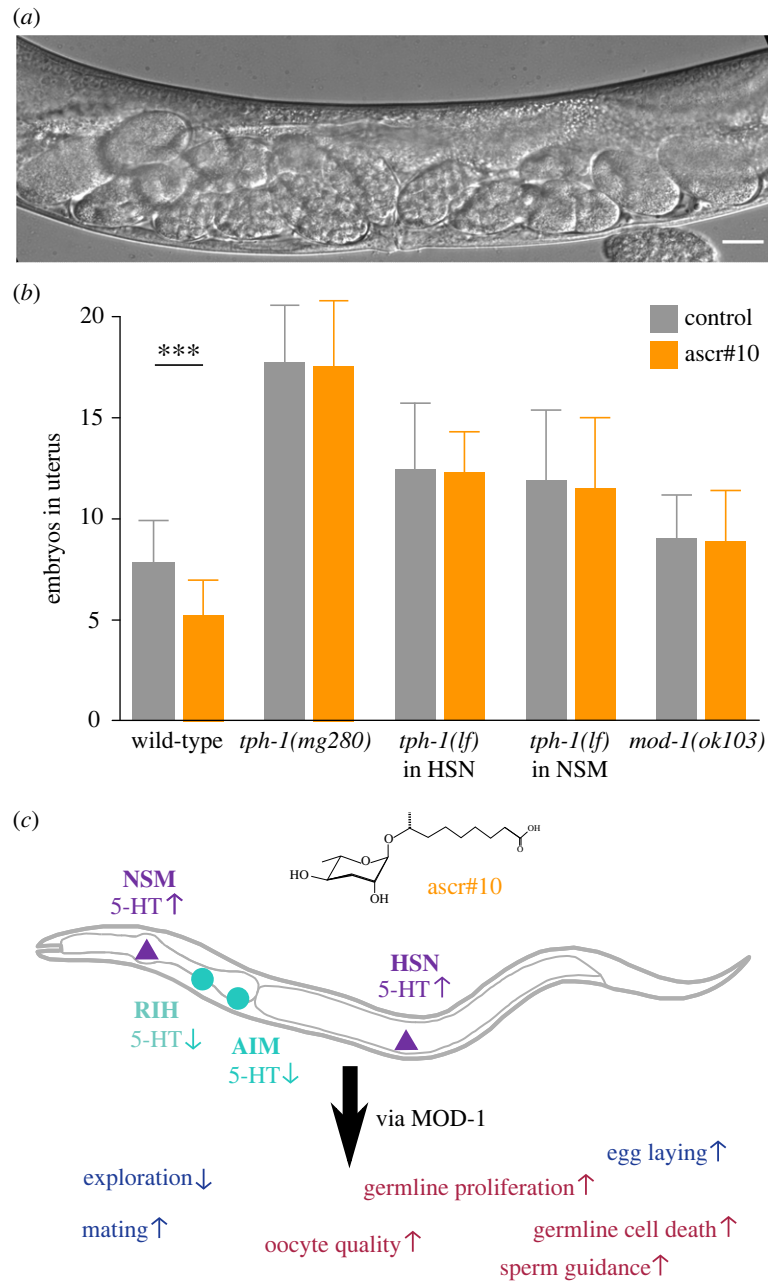 (a)
(b)
20
15
10
5
0
embryos in uterus
control
ascr#10
***
wild-type
tph-1(mg280)
tph-1(lf)
in HSN
tph-1(lf)
in NSM
mod-1(ok103)
(c)
O
OH
O
O
HO
OH
ascr#10
NSM
5-HT↑
HSN
5-HT↑
RIH
5-HT↓
AIM
5-HT↓
via MOD-1
egg laying↑
exploration↓
germline proliferation↑
mating↑
oocyte quality↑
germline cell death↑
sperm guidance↑